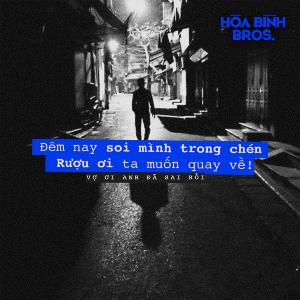 HÒA BÌNH
BROS.
Đêm nay soi mình trong chén
Rượu ơi ta muốn quay về!
VỢ ƠI ANH ĐÃ SAI RỒI